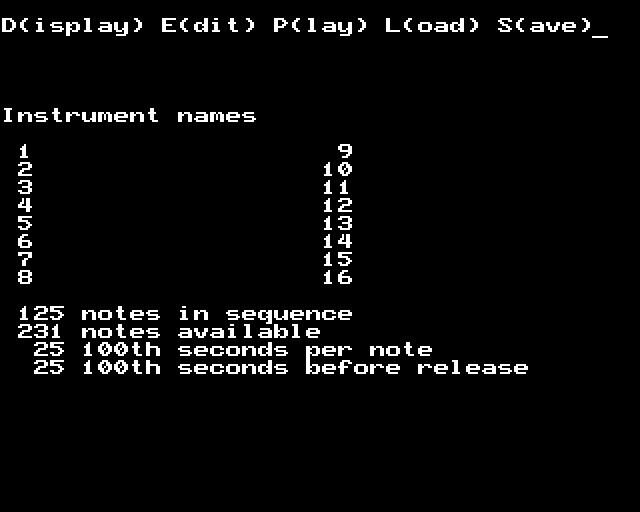 D(isplay) E(dit) P(lay) L(oad) S(ave)_
Instrument names
1 9
2 10
3 11
4 12
5 13
6 14
7 15
8 16
125 notes in sequence
231 notes available
25 100th seconds per note
25 100th seconds before release